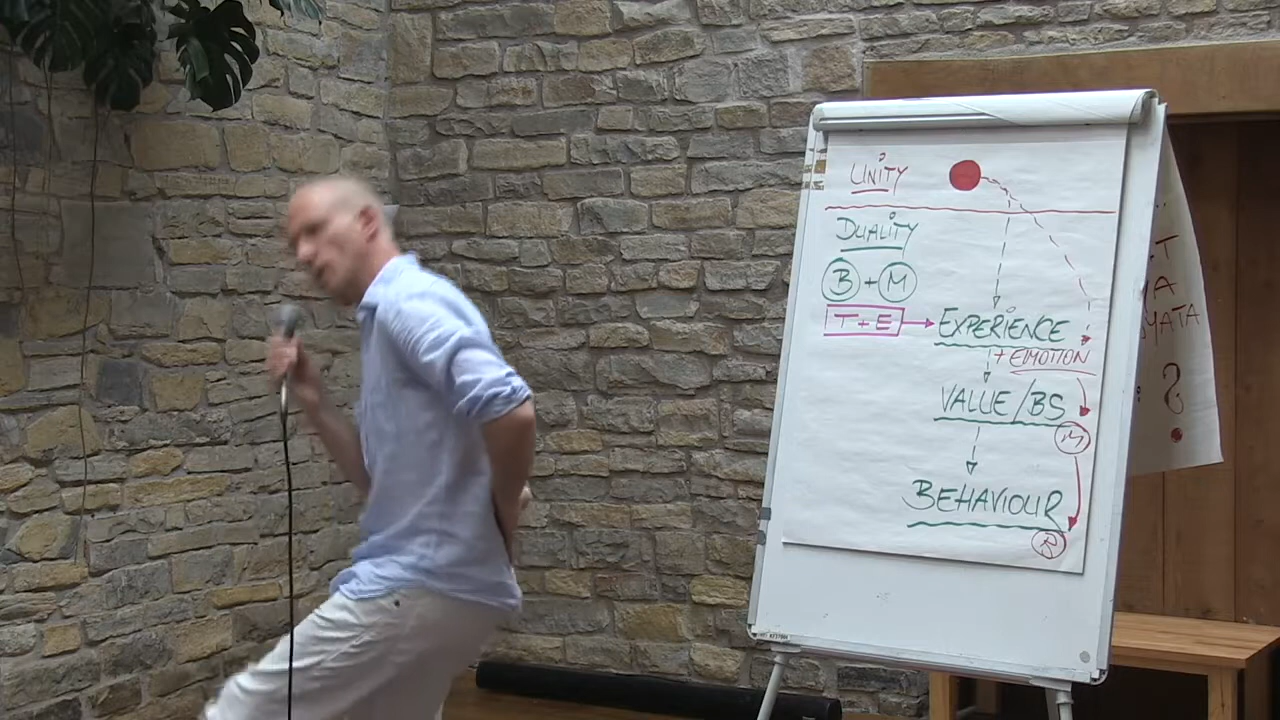 UNITY
DUALITY
B + M
T + E
EXPERIENCE
+ EMOTION
VALUE/BS
M
BEHAVIOUR
R
T
A
YATA
?